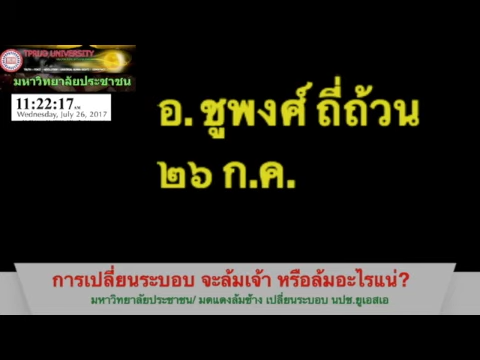 TPRUD UNIVERSITY
มหาวิทยาลัยประชาชน
11:22:17 AM
Wednesday, July 26, 2017
อ. ชูพงศ์ ถี่ถ้วน
๒๖ ก.ค.
การเปลี่ยนระบอบ จะล้มเจ้า หรือล้มอะไรแน่?
มหาวิทยาลัยประชาชน/ มดแดงล้มช้าง เปลี่ยนระบอบ นปช.ยูเอสเอ